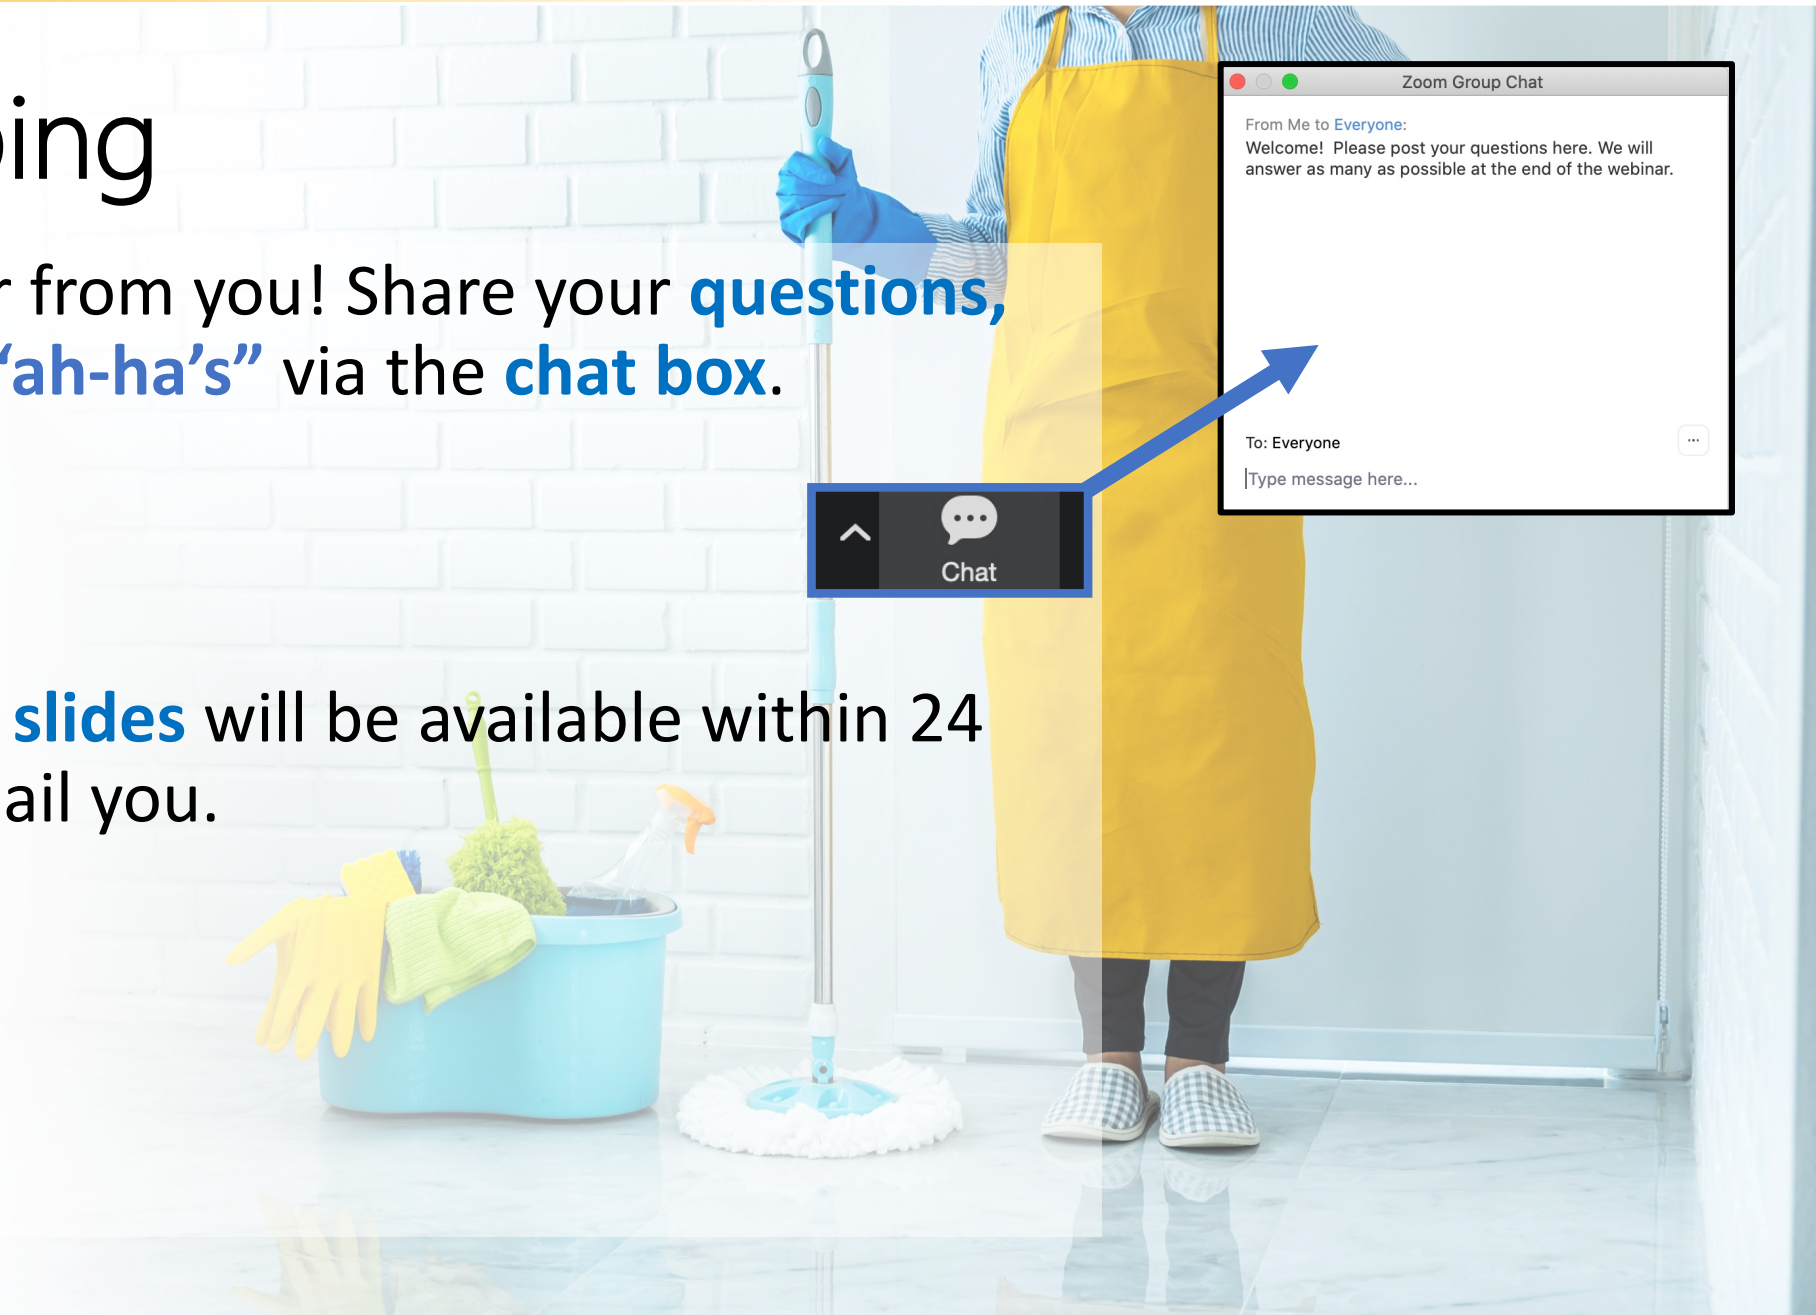 ping
r from you! Share your questions,
“ah-ha’s” via the chat box.
slides will be available within 24
ail you.
Chat
Zoom Group Chat
From Me to Everyone:
Welcome!  Please post your questions here. We will
answer as many as possible at the end of the webinar.
To: Everyone
Type message here...